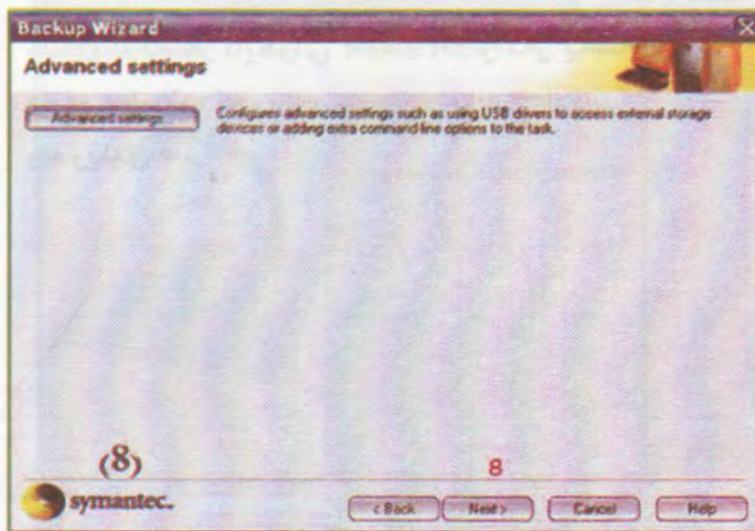 Backup Wizard
Advanced settings
Advanced settings
Configures advanced settings such as using USB drivers to access external storage
devices or adding extra command line options to the task.
(8)
8
symantec.
< Back
Next >
Cancel
Help